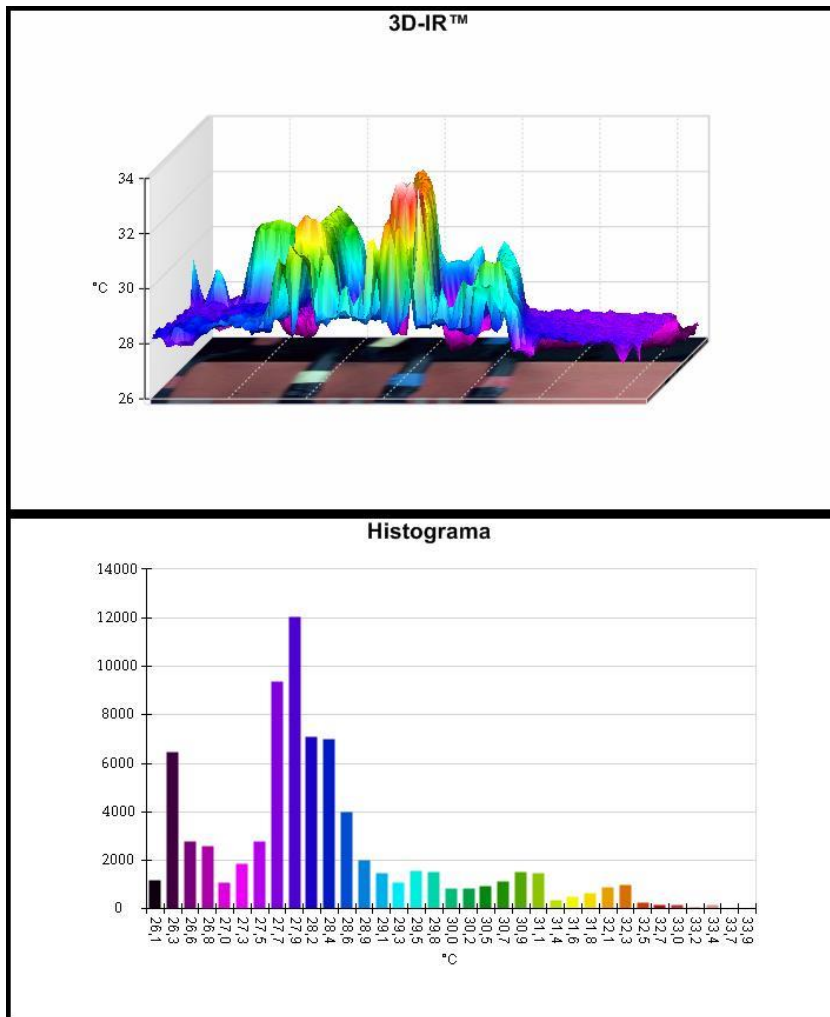 3D-IR™
34
32
°C 30
28
26
Histograma
14000
12000
10000
8000
6000
4000
2000
0
26,1 26,3 26,6 26,8 27,0 27,3 27,5 27,7 27,9 28,2 28,4 28,6 28,9 29,1 29,3 29,5 29,8 30,0 30,2 30,5 30,7 30,9 31,1 31,4 31,6 31,8 32,1 32,3 32,5 32,7 33,0 33,2 33,4 33,7 33,9
°C